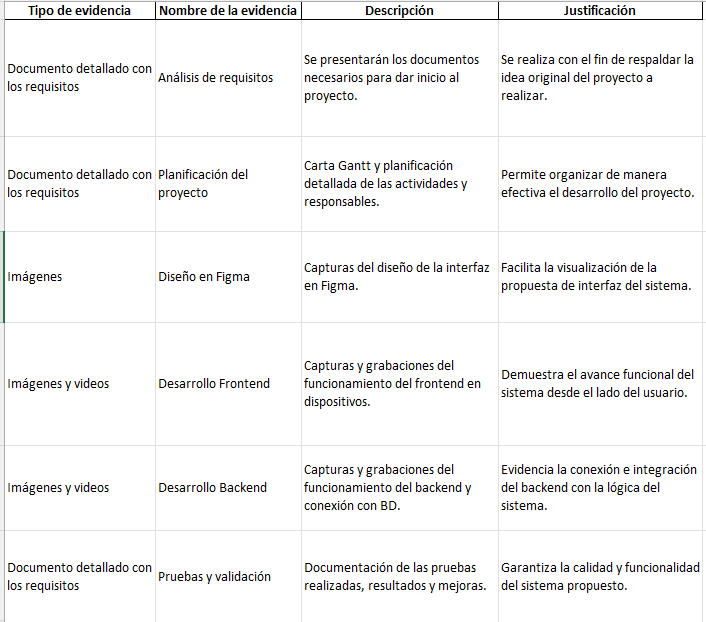 Tipo de evidencia Nombre de la evidencia Descripción Justificación
Documento detallado con
los requisitos
Análisis de requisitos
Se presentarán los documentos
necesarios para dar inicio al
proyecto.
Se realiza con el fin de respaldar la
idea original del proyecto a
realizar.
Documento detallado con
los requisitos
Planificación del
proyecto
Carta Gantt y planificación
detallada de las actividades y
responsables.
Permite organizar de manera
efectiva el desarrollo del proyecto.
Imágenes
Diseño en Figma
Capturas del diseño de la interfaz
en Figma.
Facilita la visualización de la
propuesta de interfaz del sistema.
Imágenes y videos
Desarrollo Frontend
Capturas y grabaciones del
funcionamiento del frontend en
dispositivos.
Demuestra el avance funcional del
sistema desde el lado del usuario.
Imágenes y videos
Desarrollo Backend
Capturas y grabaciones del
funcionamiento del backend y
conexión con BD.
Evidencia la conexión e integración
del backend con la lógica del
sistema.
Documento detallado con
los requisitos
Pruebas y validación
Documentación de las pruebas
realizadas, resultados y mejoras.
Garantiza la calidad y funcionalidad
del sistema propuesto.